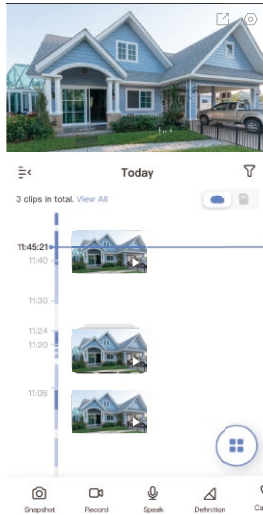 Today
3 clips in total. View All
11:45:21
11:40
11:30
11:24
11:20
11:08
Snapshot
Record
Speak
Definition
Ca